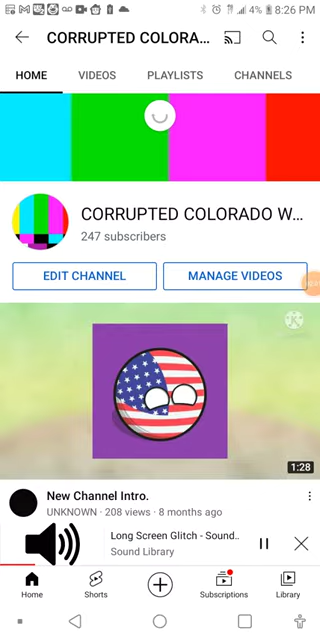 4% 8:26 PM
CORRUPTED COLORA...
HOME VIDEOS PLAYLISTS CHANNELS
CORRUPTED COLORADO W...
247 subscribers
EDIT CHANNEL MANAGE VIDEOS
1:28
New Channel Intro.
UNKNOWN · 208 views · 8 months ago
Long Screen Glitch - Sound..
Sound Library
Home Shorts Subscriptions Library